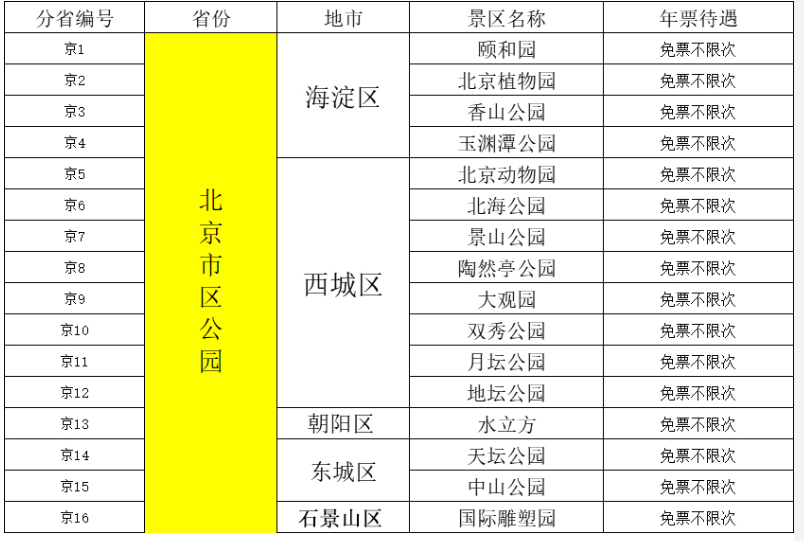 分省编号 省份 地市 景区名称 年票待遇
京1 北京市区公园 海淀区 颐和园 免票不限次
京2 北京植物园 免票不限次
京3 香山公园 免票不限次
京4 玉渊潭公园 免票不限次
京5 西城区 北京动物园 免票不限次
京6 北海公园 免票不限次
京7 景山公园 免票不限次
京8 陶然亭公园 免票不限次
京9 大观园 免票不限次
京10 双秀公园 免票不限次
京11 月坛公园 免票不限次
京12 地坛公园 免票不限次
京13 朝阳区 水立方 免票不限次
京14 东城区 天坛公园 免票不限次
京15 中山公园 免票不限次
京16 石景山区 国际雕塑园 免票不限次